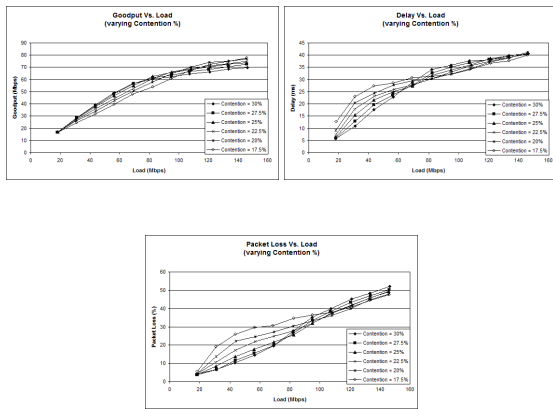 Goodput Vs. Load
(varying Contention %)
Goodput (Mbps)
90
80
70
60
50
40
30
20
10
0
0 20 40 60 80 100 120 140 160
Load (Mbps)
Contention = 30%
Contention = 27.5%
Contention = 25%
Contention = 22.5%
Contention = 20%
Contention = 17.5%
Delay Vs. Load
(varying Contention %)
Delay (ms)
45
40
35
30
25
20
15
10
5
0
0 20 40 60 80 100 120 140 160
Load (Mbps)
Contention = 30%
Contention = 27.5%
Contention = 25%
Contention = 22.5%
Contention = 20%
Contention = 17.5%
Packet Loss Vs. Load
(varying Contention %)
Packet Loss (%)
60
50
40
30
20
10
0
0 20 40 60 80 100 120 140 160
Load (Mbps)
Contention = 30%
Contention = 27.5%
Contention = 25%
Contention = 22.5%
Contention = 20%
Contention = 17.5%